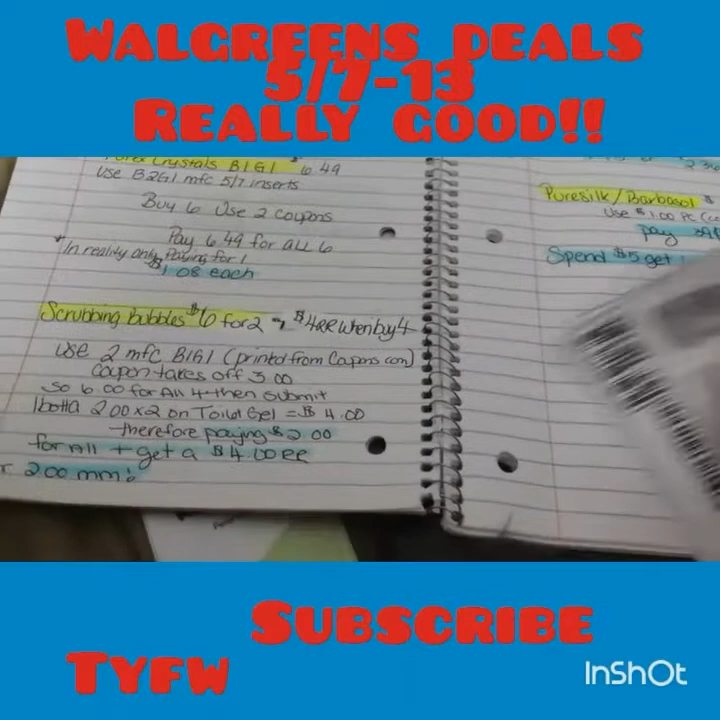 WALGREENS DEALS
5/7-13
REALLY GOOD!!
Crystals B1G1 $6.49
USE B2G1 mfc 5/7 inserts
Buy 6 Use 2 coupons
Pay 6.49 for all 6
* In reality only Paying for 1
$1.08 each
Scrubbing Bubbles $6 for 2 → $4RR when buy 4
USE 2 mfc B1G1 (printed from Coupons.com)
coupon takes off 3.00
so 6.00 for All 4 + then submit
Ibotta 2.00 x 2 on Toilet Gel = $4.00
therefore paying $2.00
for All + get a $4.00 RR
2.00 mm!
Puresilk / Barbasol $
Use $1.00 PC
pay
Spend $5 get
SUBSCRIBE
TYFW
InShOt